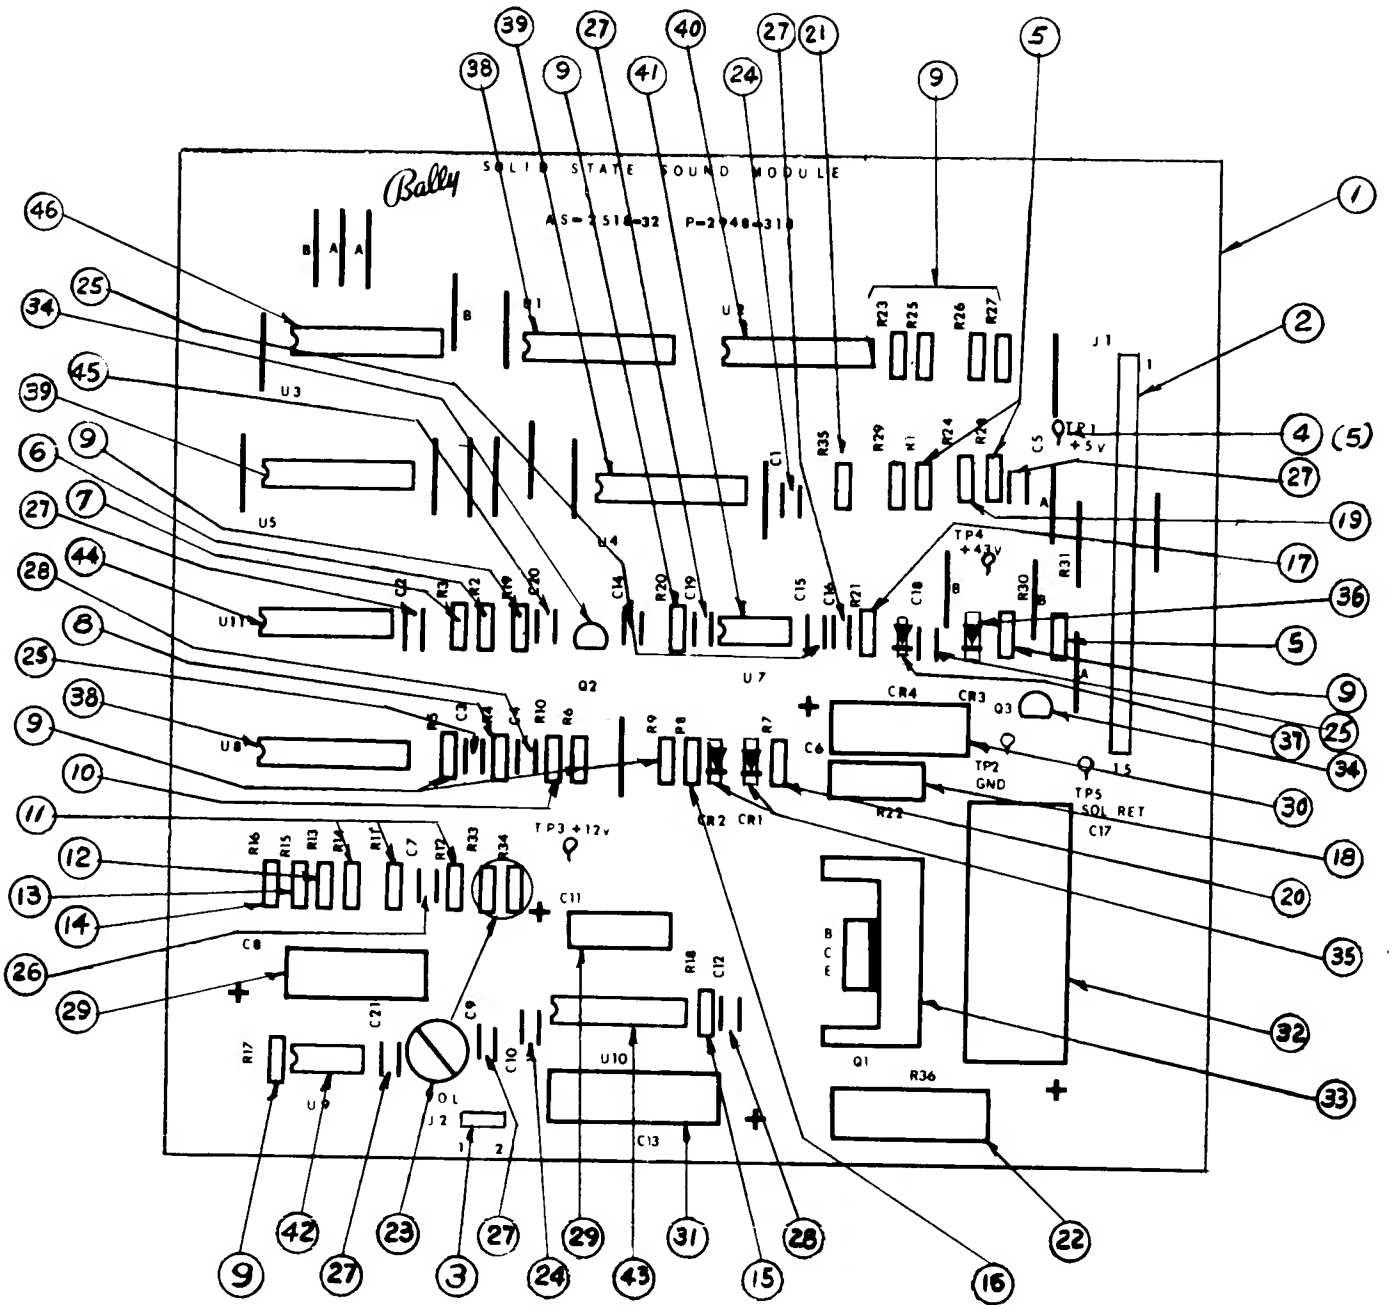 39 27 40 27
9 21 5
38 41 24 9
Bally SOLID STATE SOUND MODULE
AS-2518-32 P=2948-318
1
46
B A A
25
34
B U1 U2 R23 R25 R26 R27 J1 1
2
45
U3
39
C1 R35 R29 R24 C5 TP1
+5V
4 (5)
9
27
6
A
19
7
U5 U4
TP4
+43V
17
27
R31
44
B R30 B
C2 R3 R2 R19 C20 C14 R20 C19 C15 C16 R21 C18
36
28
U11
5
8
A
25
Q2 U7 CR4 CR3 Q3
9
38
R5 C3 R4 C4 R10 R6 R9 R7
25
U8
37
9
C6
34
TP2
GND
15
10
TP5
SOL RET
30
CR2 CR1 R22 C17
11
TP3 +12V
18
12
R16 R15 R13 R14 R11 C7 R12 R33 R34
20
13
14
C11
B
C
E
35
C8
26
R18 C12
29
32
C21 C9 C10
R17
U10 Q1 R36
33
U9
J2
1 2
C13
42 23 27 29 31 28 22
9 27 3 24 43 15 16